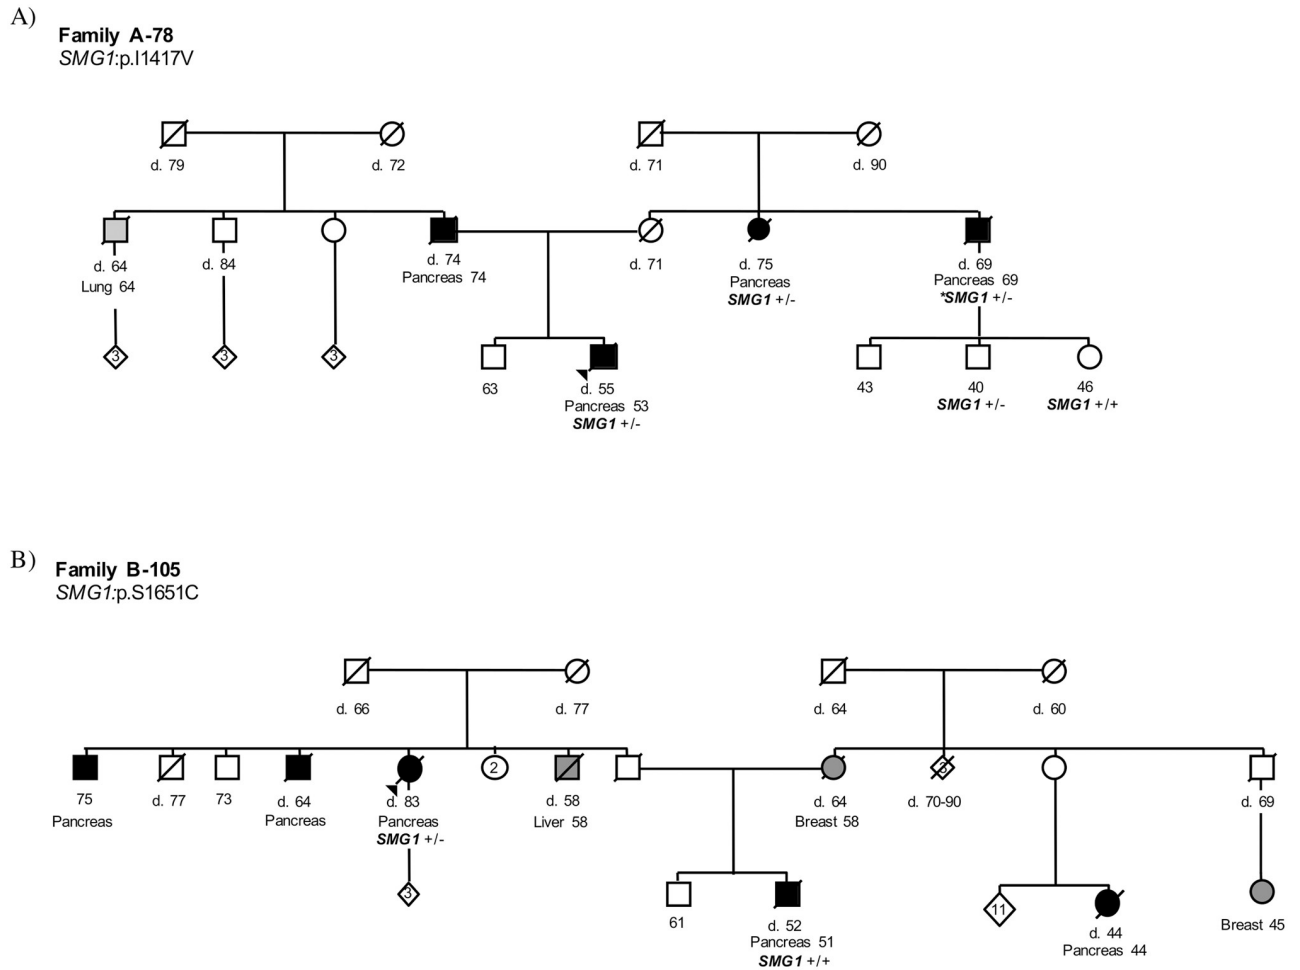 A)
Family A-78
SMG1:p.I1417V
d. 79
d. 72
d. 71
d. 90
d. 64
Lung 64
d. 84
d. 74
Pancreas 74
d. 71
d. 75
Pancreas
SMG1 +/-
d. 69
Pancreas 69
*SMG1 +/-
3
3
3
63
d. 55
Pancreas 53
SMG1 +/-
43
40
SMG1 +/-
46
SMG1 +/+
B)
Family B-105
SMG1:p.S1651C
d. 66
d. 77
d. 64
d. 60
75
Pancreas
d. 77
73
d. 64
Pancreas
d. 83
Pancreas
SMG1 +/-
2
d. 58
Liver 58
d. 64
Breast 58
3
d. 70-90
d. 69
3
61
d. 52
Pancreas 51
SMG1 +/+
11
d. 44
Pancreas 44
Breast 45